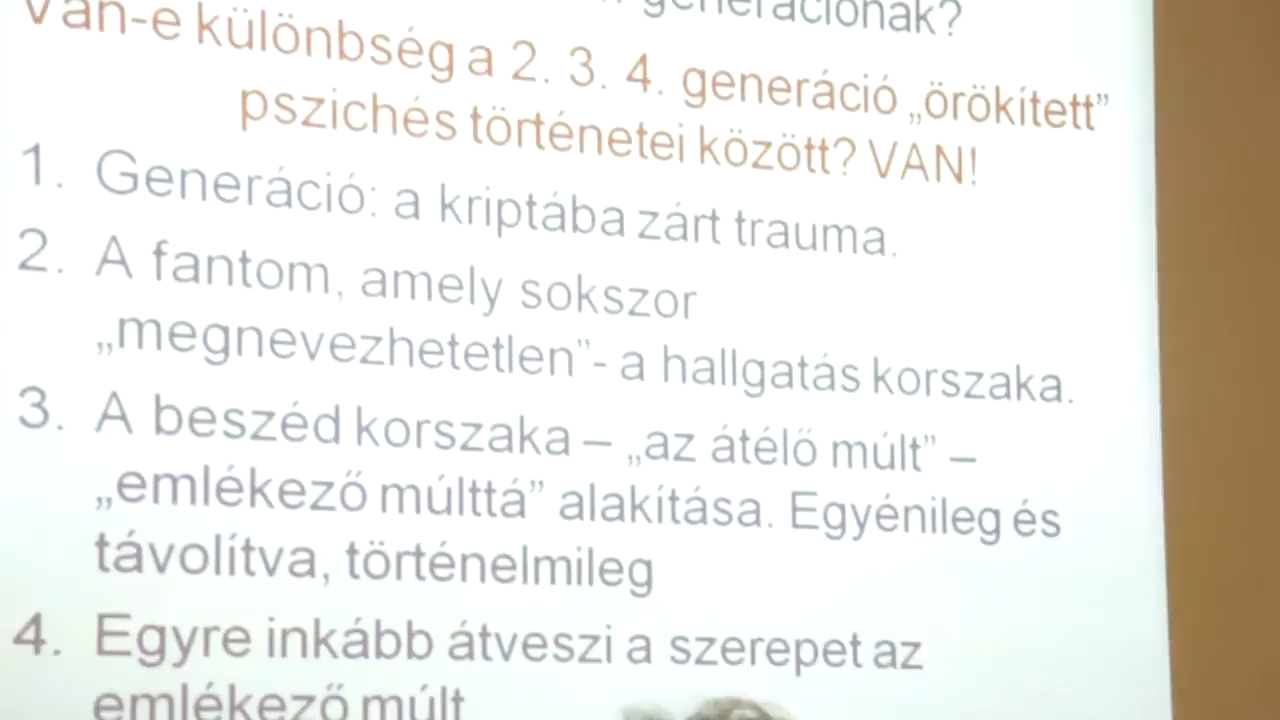 generációnak?
Van-e különbség a 2. 3. 4. generáció „örökített”
pszichés történetei között? VAN!
1. Generáció: a kriptába zárt trauma.
2. A fantom, amely sokszor
„megnevezhetetlen”- a hallgatás korszaka.
3. A beszéd korszaka – „az átélő múlt” –
„emlékező múlttá” alakítása. Egyénileg és
távolítva, történelmileg
4. Egyre inkább átveszi a szerepet az
emlékező múlt